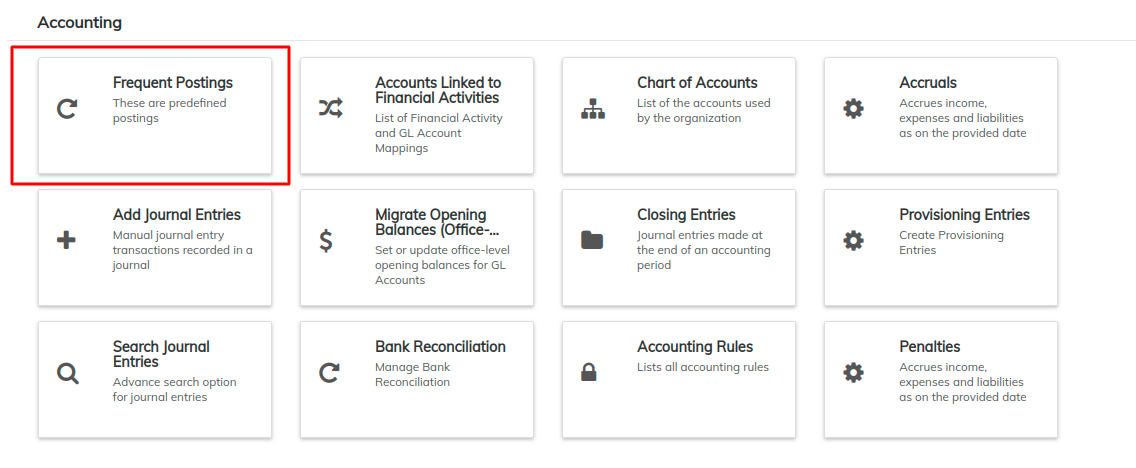 Accounting
Frequent Postings
These are predefined
postings
Accounts Linked to
Financial Activities
List of Financial Activity
and GL Account
Mappings
Chart of Accounts
List of the accounts used
by the organization
Accruals
Accrues income,
expenses and liabilities
as on the provided date
Add Journal Entries
Manual journal entry
transactions recorded in a
journal
Migrate Opening
Balances (Office-...
Set or update office-level
opening balances for GL
Accounts
Closing Entries
Journal entries made at
the end of an accounting
period
Provisioning Entries
Create Provisioning
Entries
Search Journal
Entries
Advance search option
for journal entries
Bank Reconciliation
Manage Bank
Reconciliation
Accounting Rules
Lists all accounting rules
Penalties
Accrues income,
expenses and liabilities
as on the provided date